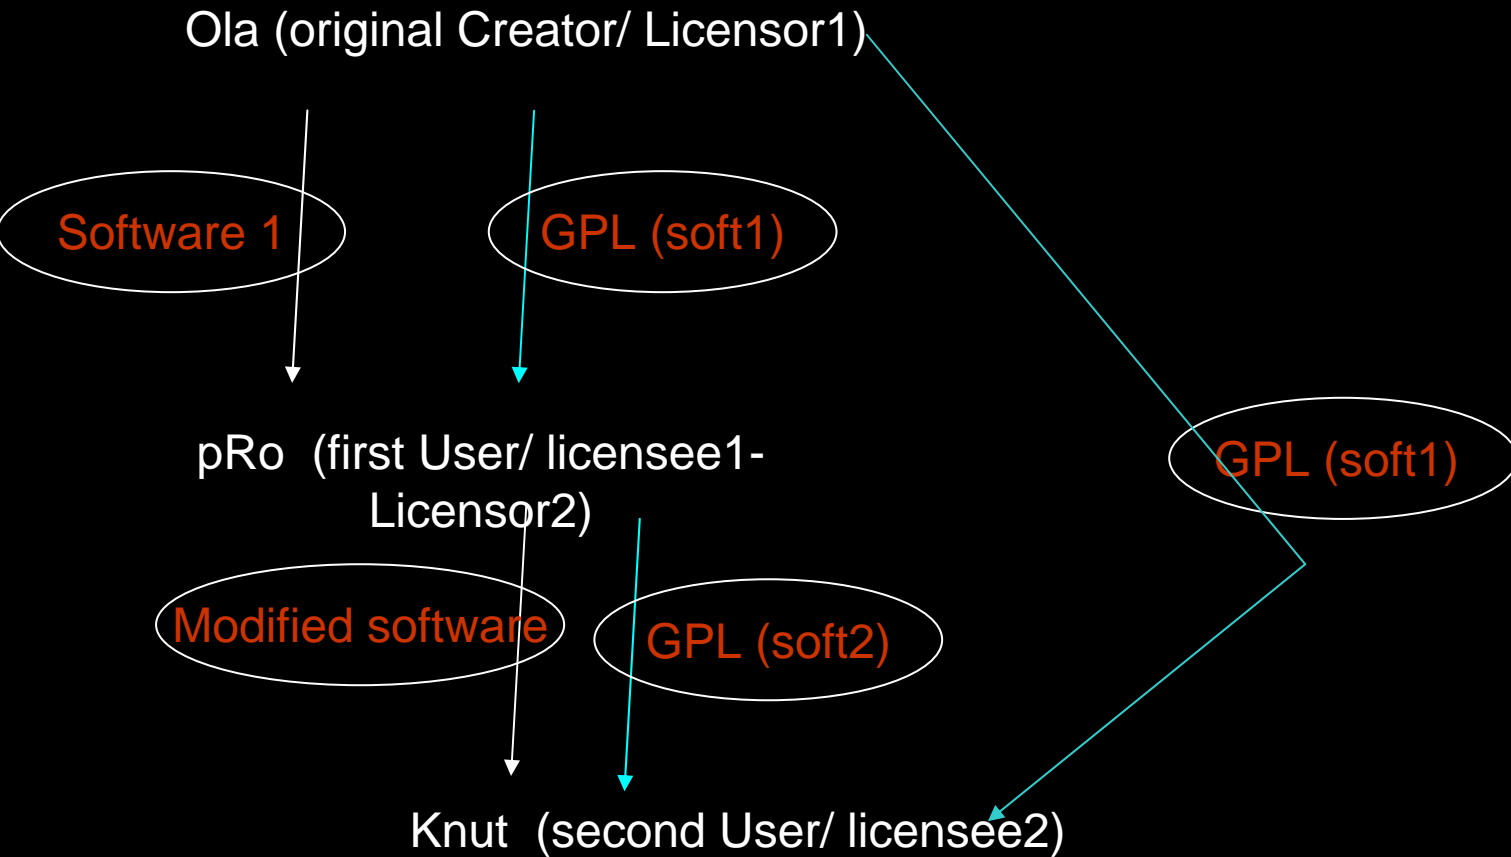 Ola (original Creator/ Licensor1)
Software 1
GPL (soft1)
pRo  (first User/ licensee1-
Licensor2)
GPL (soft1)
Modified software
GPL (soft2)
Knut  (second User/ licensee2)